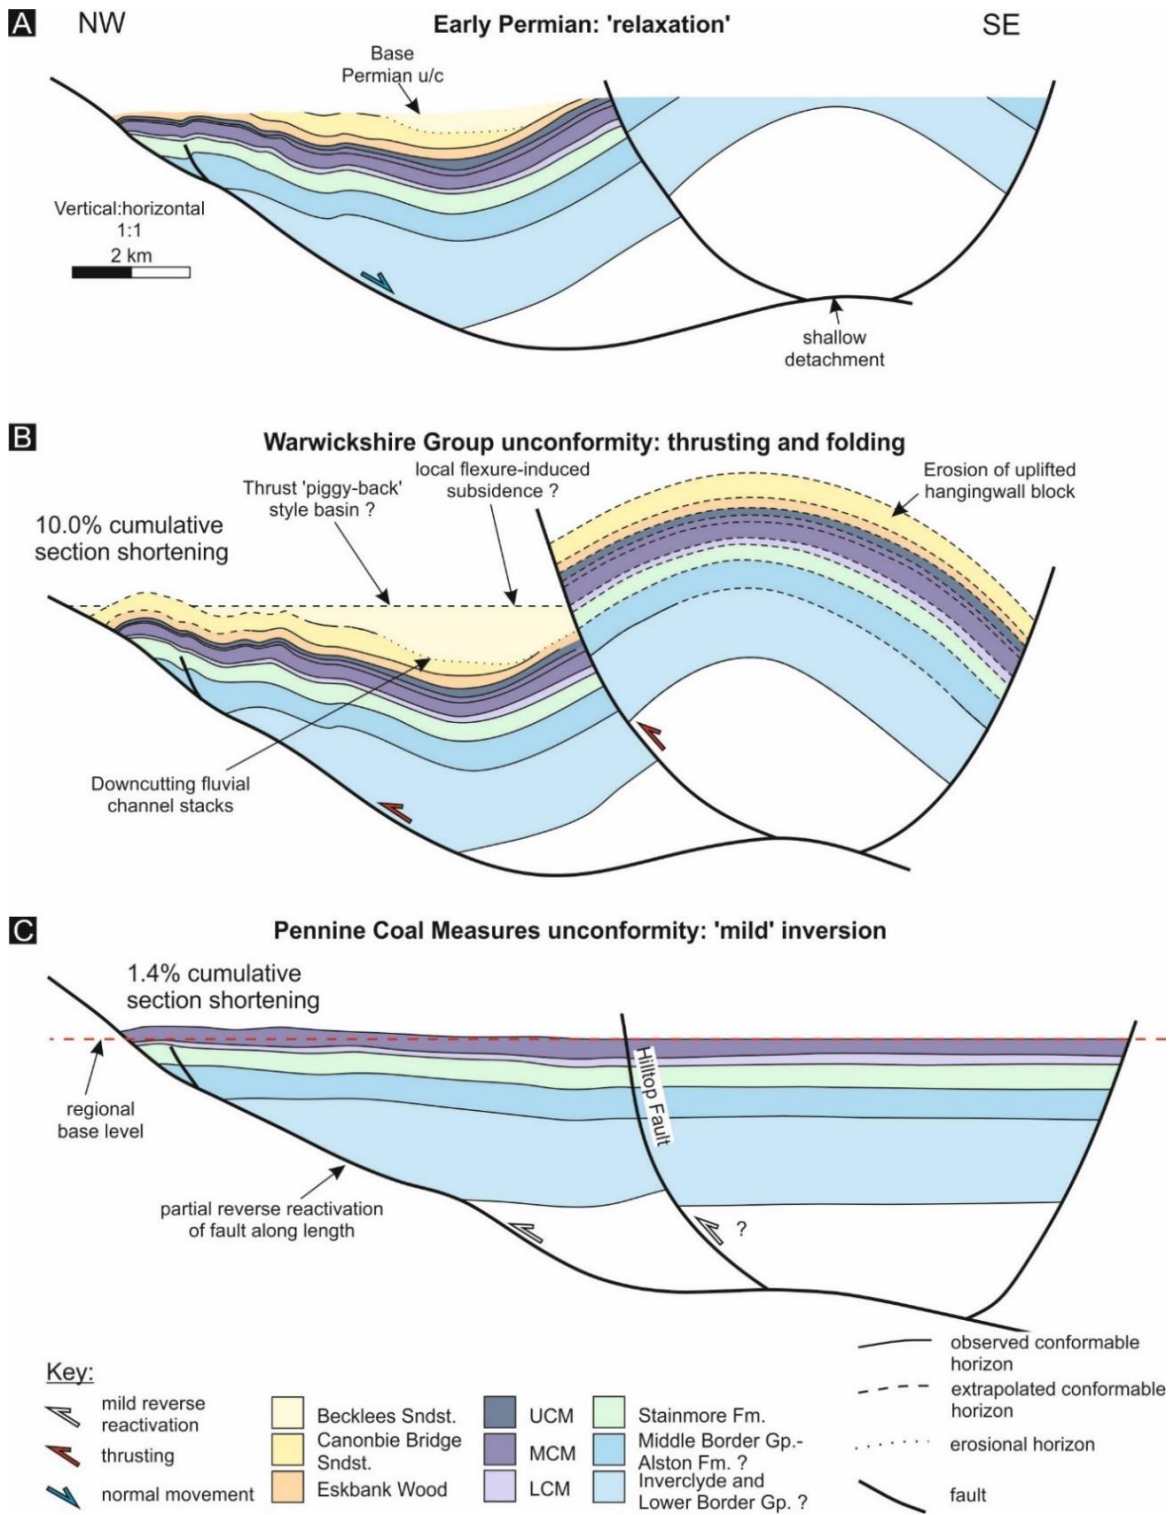 A
NW
Early Permian: 'relaxation'
SE
Base
Permian u/c
Vertical:horizontal
1:1
2 km
shallow
detachment
B
Warwickshire Group unconformity: thrusting and folding
Thrust 'piggy-back'
style basin ?
local flexure-induced
subsidence ?
Erosion of uplifted
hangingwall block
10.0% cumulative
section shortening
Downcutting fluvial
channel stacks
C
Pennine Coal Measures unconformity: 'mild' inversion
1.4% cumulative
section shortening
regional
base level
Hilltop Fault
partial reverse reactivation
of fault along length
?
Key:
mild reverse
reactivation
thrusting
normal movement
Becklees Sndst.
Canonbie Bridge
Sndst.
Eskbank Wood
UCM
MCM
LCM
Stainmore Fm.
Middle Border Gp.-
Alston Fm. ?
Inverclyde and
Lower Border Gp. ?
observed conformable
horizon
extrapolated conformable
horizon
erosional horizon
fault